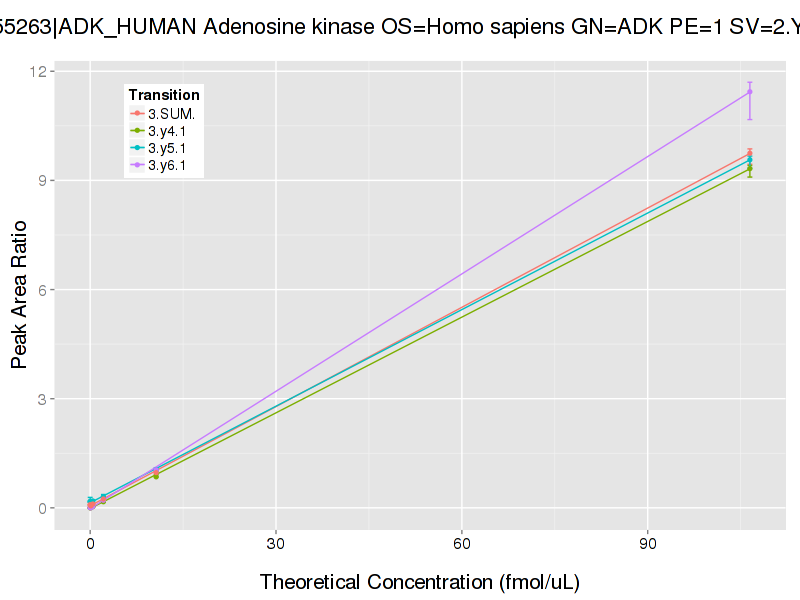 55263|ADK_HUMAN Adenosine kinase OS=Homo sapiens GN=ADK PE=1 SV=2.Y
Transition
3.SUM.
3.y4.1
3.y5.1
3.y6.1
12
9
6
3
0
Peak Area Ratio
0
30
60
90
Theoretical Concentration (fmol/uL)